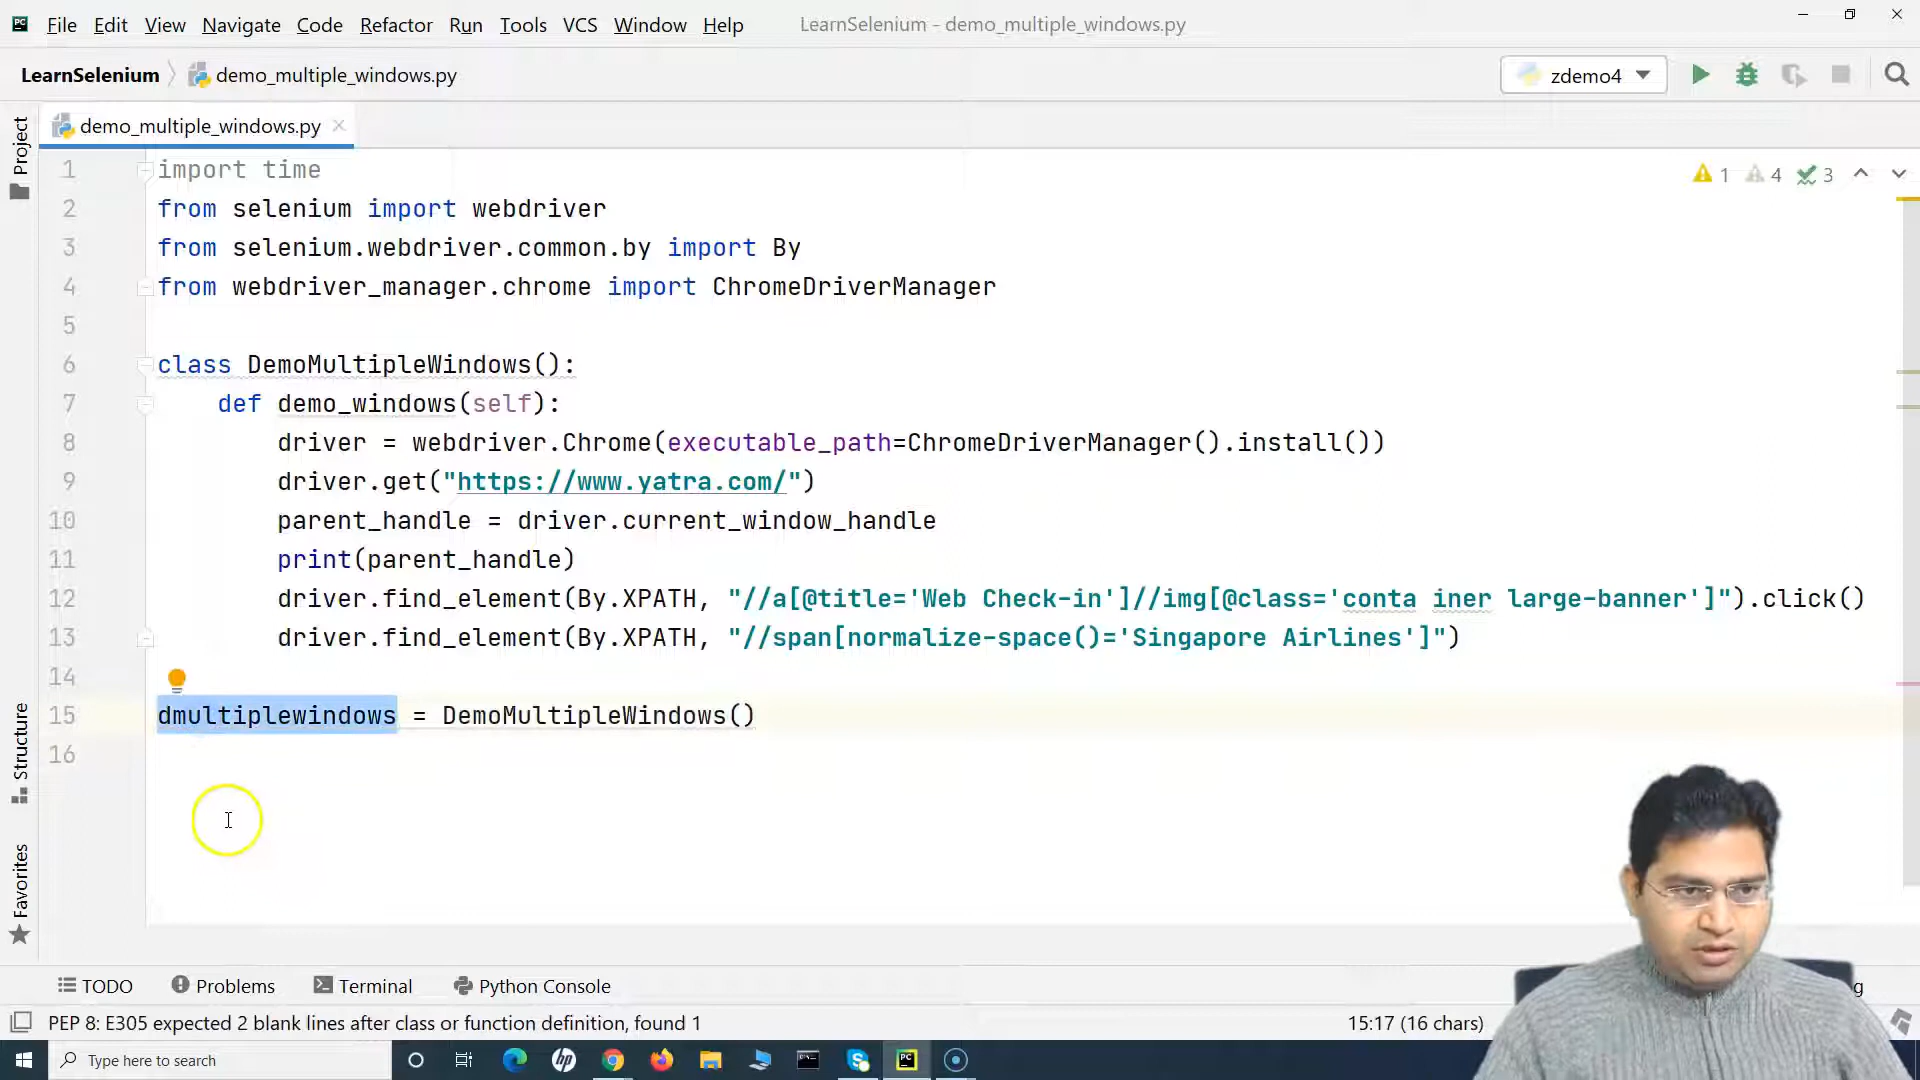 File Edit View Navigate Code Refactor Run Tools VCS Window Help LearnSelenium - demo_multiple_windows.py
LearnSelenium demo_multiple_windows.py zdemo4
Project
demo_multiple_windows.py
1 import time
1 4 3
2 from selenium import webdriver
3 from selenium.webdriver.common.by import By
4 from webdriver_manager.chrome import ChromeDriverManager
5
6 class DemoMultipleWindows():
7 def demo_windows(self):
8 driver = webdriver.Chrome(executable_path=ChromeDriverManager().install())
9 driver.get("https://www.yatra.com/")
10 parent_handle = driver.current_window_handle
11 print(parent_handle)
12 driver.find_element(By.XPATH, "//a[@title='Web Check-in']//img[@class='conta iner large-banner']").click()
13 driver.find_element(By.XPATH, "//span[normalize-space()='Singapore Airlines']")
14
15 dmultiplewindows = DemoMultipleWindows()
16
Structure
Favorites
TODO Problems Terminal Python Console g
PEP 8: E305 expected 2 blank lines after class or function definition, found 1 15:17 (16 chars)
Type here to search
hp
PC